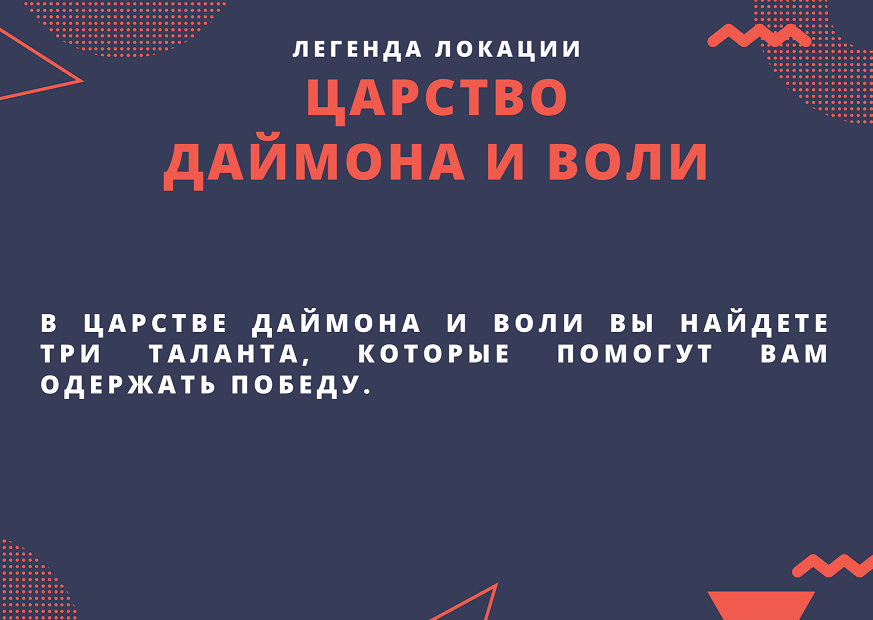 ЛЕГЕНДА ЛОКАЦИИ
ЦАРСТВО
ДАЙМОНА И ВОЛИ
В ЦАРСТВЕ ДАЙМОНА И ВОЛИ ВЫ НАЙДЕТЕ
ТРИ ТАЛАНТА, КОТОРЫЕ ПОМОГУТ ВАМ
ОДЕРЖАТЬ ПОБЕДУ.